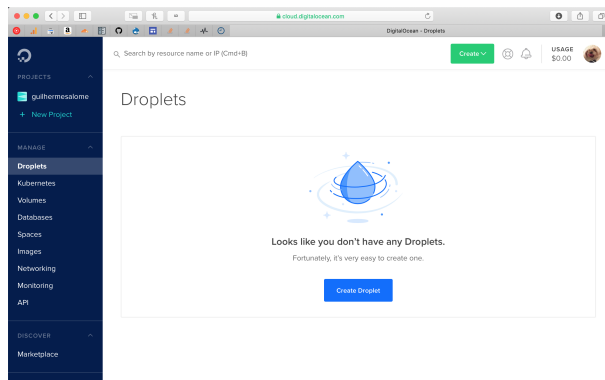 cloud.digitalocean.com
DigitalOcean - Droplets
Search by resource name or IP (Cmd+B)
Create
USAGE
$0.00
PROJECTS
guilhermesalome
+ New Project
MANAGE
Droplets
Kubernetes
Volumes
Databases
Spaces
Images
Networking
Monitoring
API
DISCOVER
Marketplace
Droplets
Looks like you don't have any Droplets.
Fortunately, it's very easy to create one.
Create Droplet